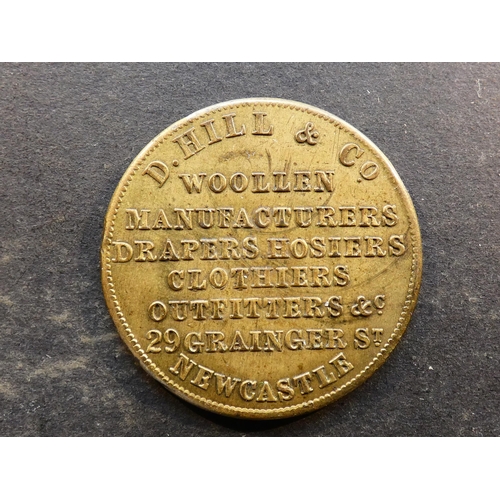 D. HILL & Co
WOOLLEN
MANUFACTURERS
DRAPERS HOSIERS
CLOTHIERS
OUTFITTERS &C
29 GRAINGER ST
NEWCASTLE